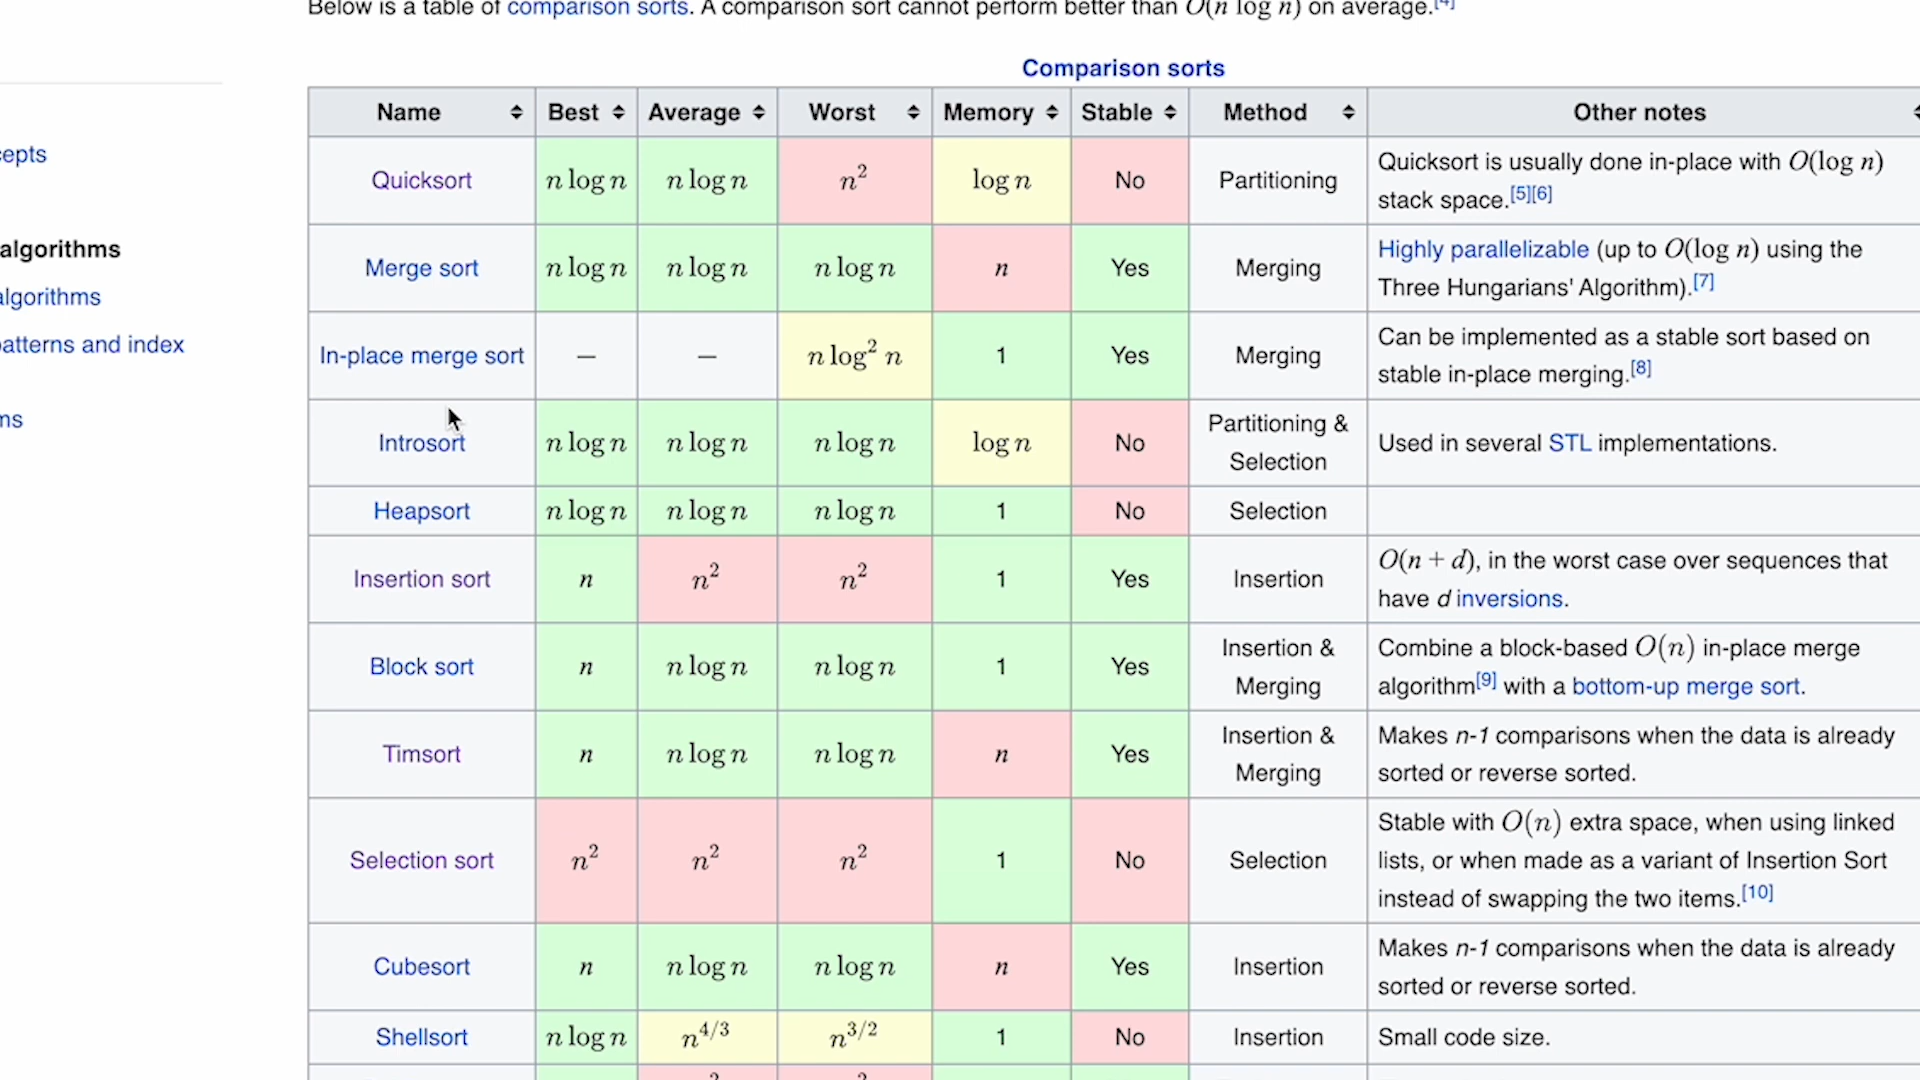 Below is a table of comparison sorts. A comparison sort cannot perform better than O(n log n) on average.[4]
Comparison sorts
Name Best Average Worst Memory Stable Method Other notes
Quicksort n log n n log n n² log n No Partitioning Quicksort is usually done in-place with O(log n)
stack space.[5][6]
Merge sort n log n n log n n log n n Yes Merging Highly parallelizable (up to O(log n) using the
Three Hungarians' Algorithm).[7]
In-place merge sort — — n log² n 1 Yes Merging Can be implemented as a stable sort based on
stable in-place merging.[8]
Introsort n log n n log n n log n log n No Partitioning &
Selection Used in several STL implementations.
Heapsort n log n n log n n log n 1 No Selection
Insertion sort n n² n² 1 Yes Insertion O(n + d), in the worst case over sequences that
have d inversions.
Block sort n n log n n log n 1 Yes Insertion &
Merging Combine a block-based O(n) in-place merge
algorithm[9] with a bottom-up merge sort.
Timsort n n log n n log n n Yes Insertion &
Merging Makes n-1 comparisons when the data is already
sorted or reverse sorted.
Selection sort n² n² n² 1 No Selection Stable with O(n) extra space, when using linked
lists, or when made as a variant of Insertion Sort
instead of swapping the two items.[10]
Cubesort n n log n n log n n Yes Insertion Makes n-1 comparisons when the data is already
sorted or reverse sorted.
Shellsort n log n n^4/3 n^3/2 1 No Insertion Small code size.
epts
algorithms
algorithms
patterns and index
ms